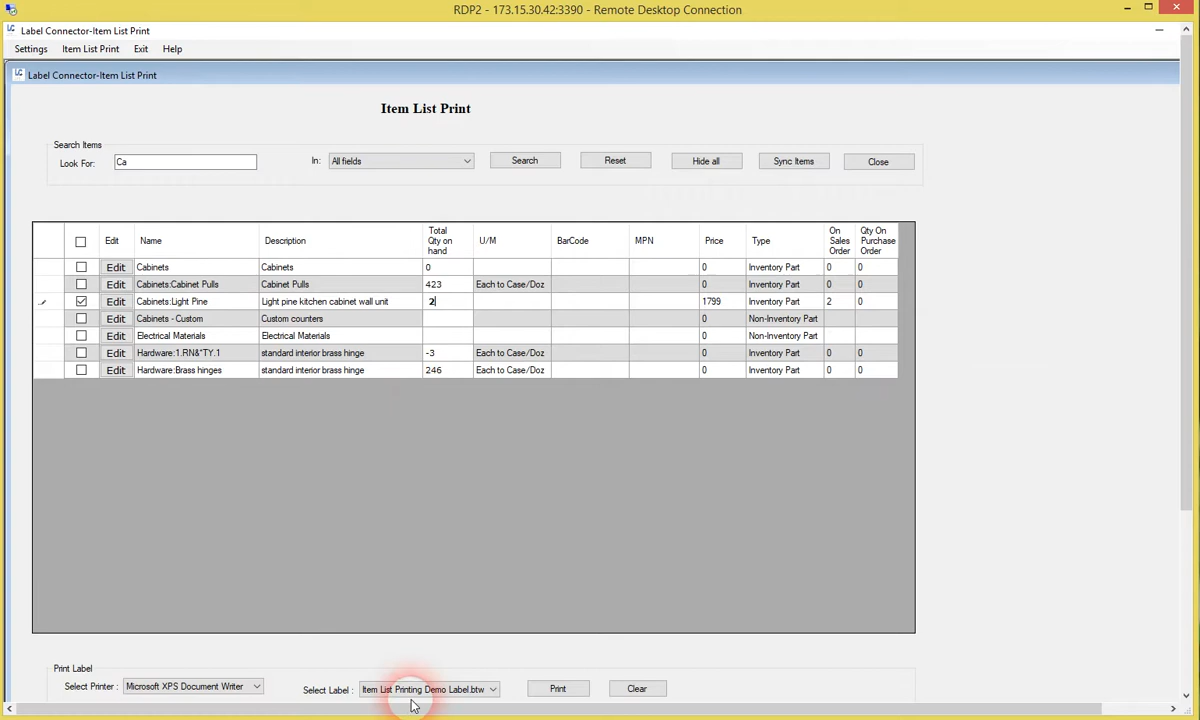 RDP2 - 173.15.30.42:3390 - Remote Desktop Connection
Label Connector-Item List Print
Settings Item List Print Exit Help
Label Connector-Item List Print
Item List Print
Search Items
Look For: Ca In: All fields Search Reset Hide all Sync Items Close
Edit Name Description Total Qty on hand U/M BarCode MPN Price Type On Sales Order Qty On Purchase Order
Edit Cabinets Cabinets 0 0 Inventory Part 0 0
Edit Cabinets:Cabinet Pulls Cabinet Pulls 423 Each to Case/Doz 0 Inventory Part 0 0
Edit Cabinets:Light Pine Light pine kitchen cabinet wall unit 2 1799 Inventory Part 2 0
Edit Cabinets - Custom Custom counters 0 Non-Inventory Part
Edit Electrical Materials Electrical Materials 0 Non-Inventory Part
Edit Hardware:1.RN&*TY.1 standard interior brass hinge -3 Each to Case/Doz 0 Inventory Part 0 0
Edit Hardware:Brass hinges standard interior brass hinge 246 Each to Case/Doz 0 Inventory Part 0 0
Print Label
Select Printer : Microsoft XPS Document Writer Select Label : Item List Printing Demo Label.btw Print Clear